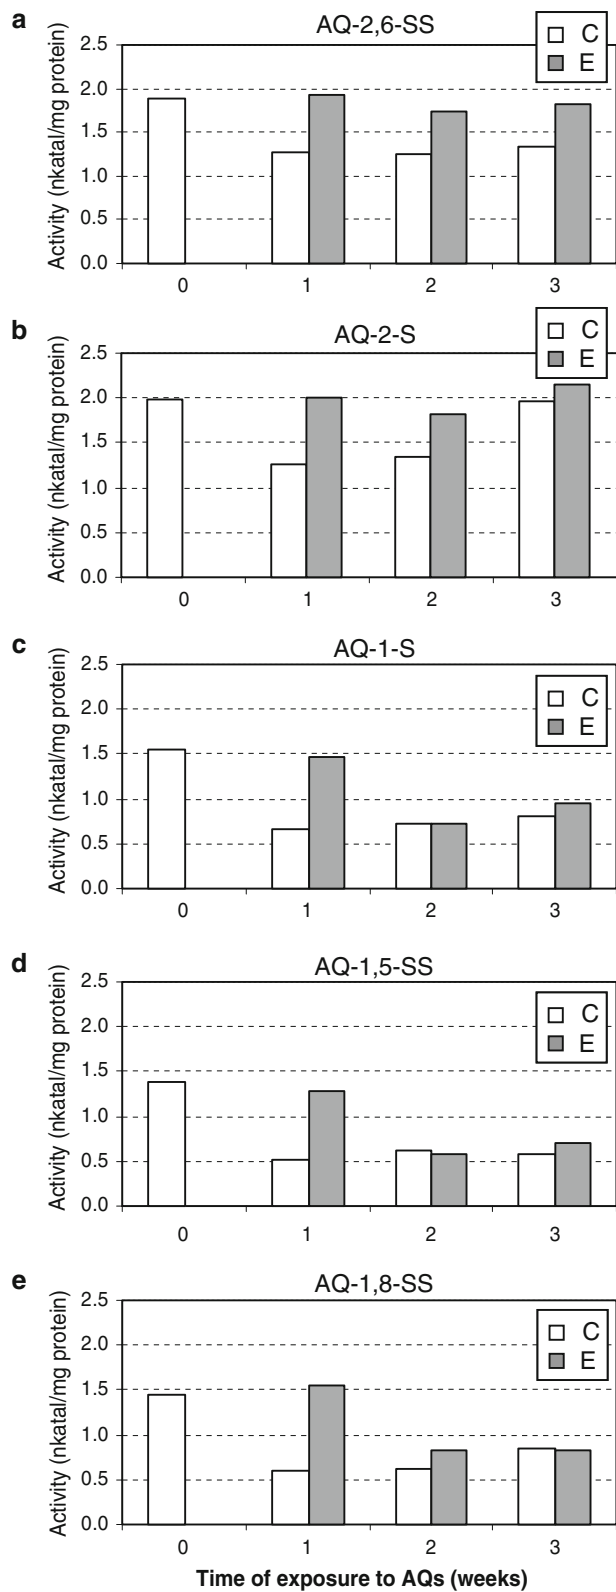 a
AQ-2,6-SS
C
E
Activity (nkatal/mg protein)
2.5
2.0
1.5
1.0
0.5
0.0
0 1 2 3
b
AQ-2-S
C
E
Activity (nkatal/mg protein)
2.5
2.0
1.5
1.0
0.5
0.0
0 1 2 3
c
AQ-1-S
C
E
Activity (nkatal/mg protein)
2.5
2.0
1.5
1.0
0.5
0.0
0 1 2 3
d
AQ-1,5-SS
C
E
Activity (nkatal/mg protein)
2.5
2.0
1.5
1.0
0.5
0.0
0 1 2 3
e
AQ-1,8-SS
C
E
Activity (nkatal/mg protein)
2.5
2.0
1.5
1.0
0.5
0.0
0 1 2 3
Time of exposure to AQs (weeks)